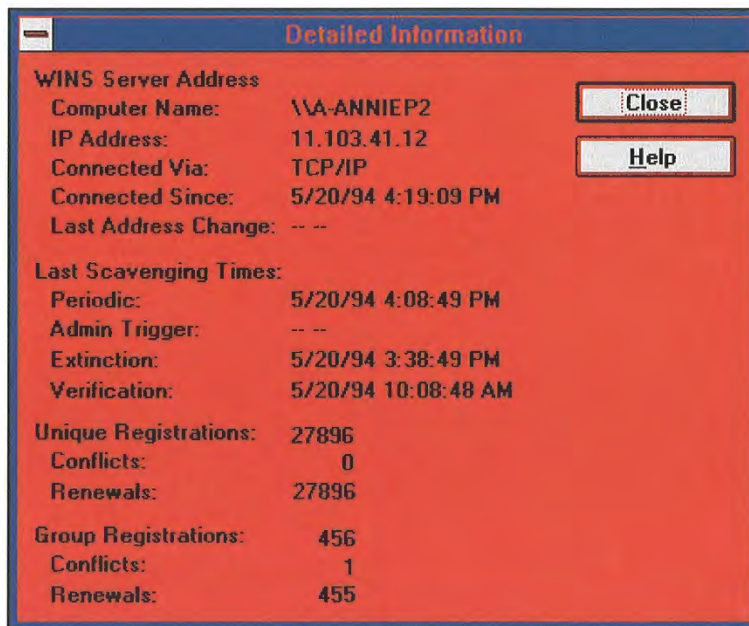 Detailed Information
WINS Server Address
Computer Name: \\A-ANNIEP2
IP Address: 11.103.41.12
Connected Via: TCP/IP
Connected Since: 5/20/94 4:19:09 PM
Last Address Change: -- --
Close
Help
Last Scavenging Times:
Periodic: 5/20/94 4:08:49 PM
Admin Trigger: -- --
Extinction: 5/20/94 3:38:49 PM
Verification: 5/20/94 10:08:48 AM
Unique Registrations: 27896
Conflicts: 0
Renewals: 27896
Group Registrations: 456
Conflicts: 1
Renewals: 455